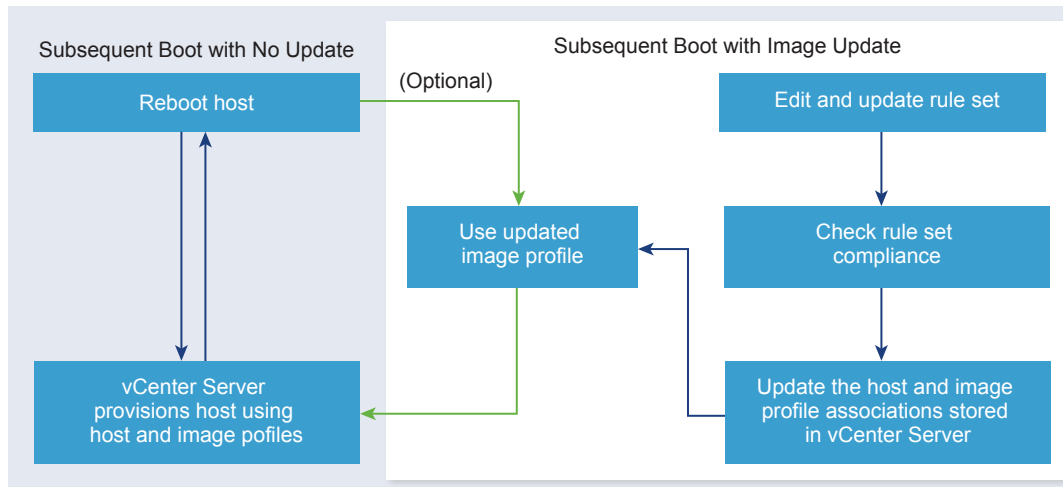 Subsequent Boot with No Update
Subsequent Boot with Image Update
(Optional)
Reboot host
Edit and update rule set
Use updated
image profile
Check rule set
compliance
vCenter Server
provisions host using
host and image pofiles
Update the host and image
profile associations stored
in vCenter Server